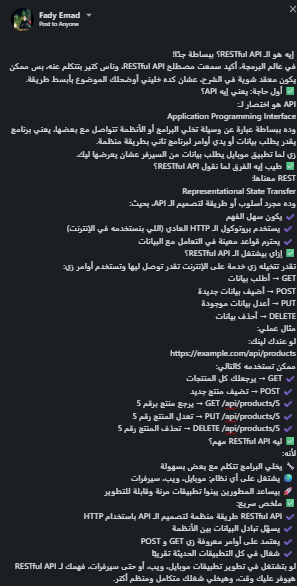 Fady Emad
Post to Anyone
إيه هو الـ RESTful API؟ ببساطة جدًا!
في عالم البرمجة، أكيد سمعت مصطلح RESTful API، وناس كتير بتتكلم عنه، بس ممكن
يكون معقد شوية في الشرح، عشان كده خليني أوضحلك الموضوع بأبسط طريقة.
✅ أول حاجة: يعني إيه API؟
API هو اختصار لـ:
Application Programming Interface
وده ببساطة عبارة عن وسيلة تخلي البرامج أو الأنظمة تتواصل مع بعضها، يعني برنامج
يقدر يطلب بيانات أو يدي أوامر لبرنامج تاني بطريقة منظمة.
زي لما تطبيق موبايل يطلب بيانات من السيرفر عشان يعرضها ليك.
✅ طيب إيه الفرق لما نقول RESTful API؟
REST معناها:
Representational State Transfer
وده مجرد أسلوب أو طريقة لتصميم الـ API، بحيث:
✔ يكون سهل الفهم
✔ يستخدم بروتوكول الـ HTTP العادي (اللي بنستخدمه في الإنترنت)
✔ يحترم قواعد معينة في التعامل مع البيانات
✅ إزاي بيشتغل الـ RESTful API؟
تقدر تتخيله زي خدمة على الإنترنت تقدر توصل ليها وتستخدم أوامر زي:
GET → أطلب بيانات
POST → أضيف بيانات جديدة
PUT → أعدل بيانات موجودة
DELETE → أحذف بيانات
مثال عملي:
لو عندك لينك:
https://example.com/api/products
ممكن تستخدمه كالتالي:
✔ GET → يرجعلك كل المنتجات
✔ POST → تضيف منتج جديد
✔ GET /api/products/5 → يرجع منتج برقم 5
✔ PUT /api/products/5 → تعدل المنتج رقم 5
✔ DELETE /api/products/5 → تحذف المنتج رقم 5
✅ ليه RESTful API مهم؟
لأنه:
🔧 يخلي البرامج تتكلم مع بعض بسهولة
🌍 يشتغل على أي نظام: موبايل، ويب، سيرفرات
🚀 بيساعد المطورين يبنوا تطبيقات مرنة وقابلة للتطوير
✅ ملخص سريع:
✔ RESTful API طريقة منظمة لتصميم الـ API باستخدام HTTP
✔ يسهّل تبادل البيانات بين الأنظمة
✔ يعتمد على أوامر معروفة زي GET و POST
✔ شغال في كل التطبيقات الحديثة تقريبًا
لو بتشتغل في تطوير تطبيقات موبايل، ويب، أو حتى سيرفرات، فهمك لـ RESTful API
هيوفر عليك وقت، وهيخلي شغلك متكامل ومنظم أكتر.